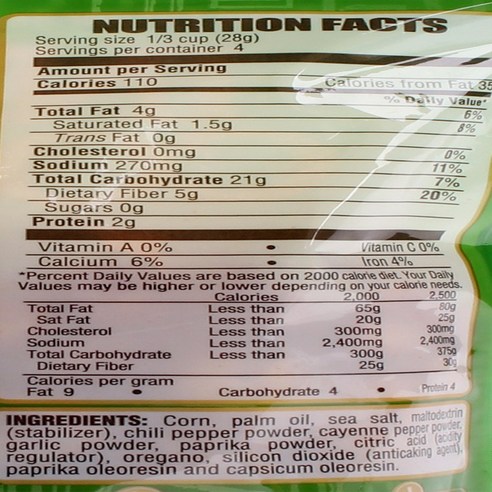 NUTRITION FACTS
Serving size 1/3 cup (28g)
Servings per container 4
Amount per Serving
Calories 110 Calories from Fat 35
% Daily Value*
Total Fat 4g 6%
Saturated Fat 1.5g 8%
Trans Fat 0g
Cholesterol 0mg 0%
Sodium 270mg 11%
Total Carbohydrate 21g 7%
Dietary Fiber 5g 20%
Sugars 0g
Protein 2g
Vitamin A 0% • Vitamin C 0%
Calcium 6% • Iron 4%
*Percent Daily Values are based on 2000 calorie diet. Your Daily
Values may be higher or lower depending on your calorie needs.
Calories 2,000 2,500
Total Fat Less than 65g 80g
Sat Fat Less than 20g 25g
Cholesterol Less than 300mg 300mg
Sodium Less than 2,400mg 2,400mg
Total Carbohydrate Less than 300g 375g
Dietary Fiber 25g 30g
Calories per gram
Fat 9 • Carbohydrate 4 • Protein 4
INGREDIENTS: Corn, palm oil, sea salt, maltodextrin
(stabilizer), chili pepper powder, cayenne pepper powder,
garlic powder, paprika powder, citric acid (acidity
regulator), oregano, silicon dioxide (anticaking agent),
paprika oleoresin and capsicum oleoresin.